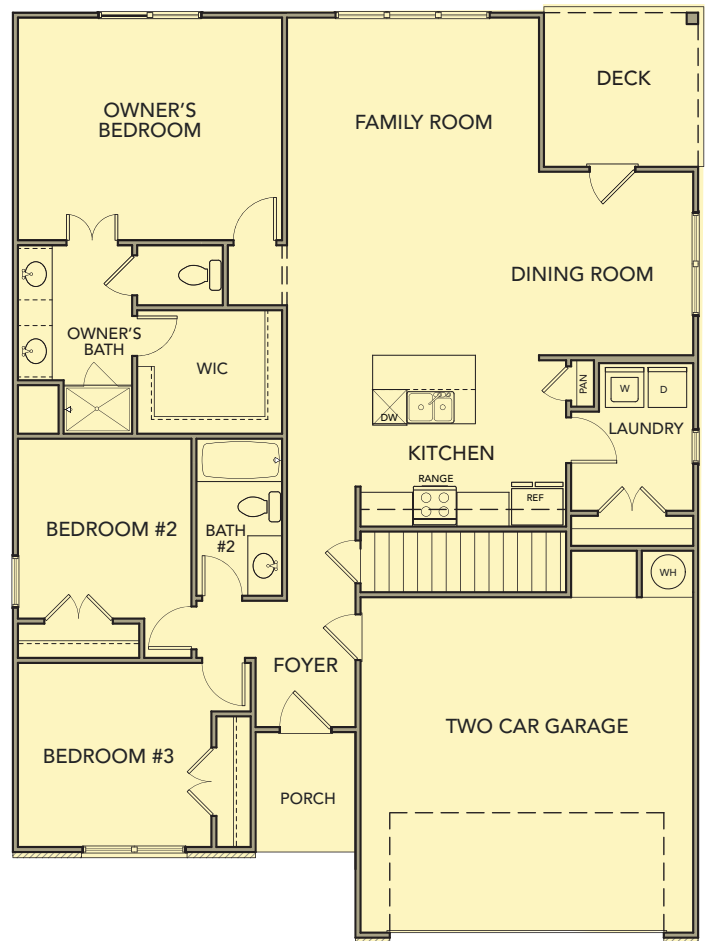 OWNER'S
BEDROOM
FAMILY ROOM
DECK
DINING ROOM
OWNER'S
BATH
WIC
PAN
W
D
LAUNDRY
DW
KITCHEN
RANGE
REF
BEDROOM #2
BATH
#2
WH
FOYER
TWO CAR GARAGE
BEDROOM #3
PORCH